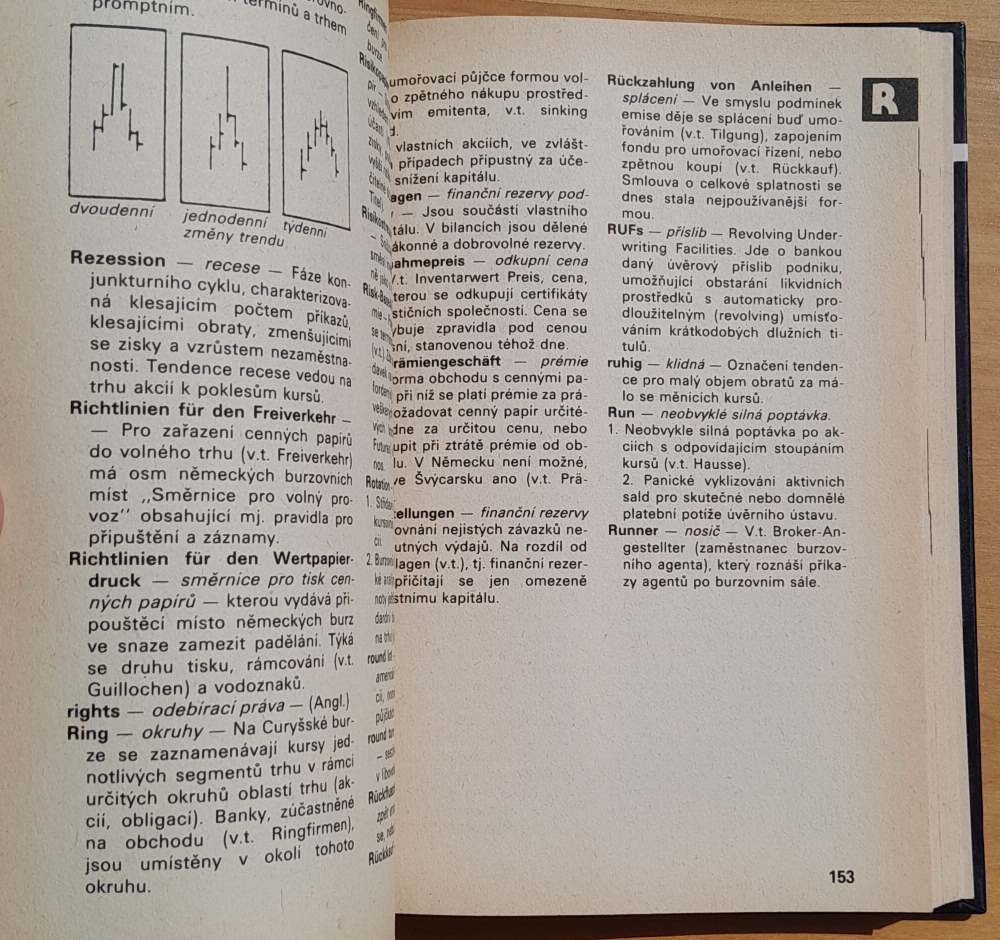 promptním.
termínů a trhem
dvoudenní
jednodenní
týdenní
změny trendu
Rezession — recese — Fáze kon-
junkturního cyklu, charakterizova-
ná klesajícím počtem příkazů,
klesajícími obraty, zmenšujícimi
se zisky a vzrůstem nezaměstna-
nosti. Tendence recese vedou na
trhu akcií k poklesům kursů.
Richtlinien für den Freiverkehr —
— Pro zařazení cenných papírů
do volného trhu (v.t. Freiverkehr)
má osm německých burzovních
míst „Směrnice pro volný pro-
voz'' obsahující mj. pravidla pro
připuštění a záznamy.
Richtlinien für den Wertpapier-
druck — směrnice pro tisk cen-
ných papírů — kterou vydává při-
pouštěcí místo německých burz
ve snaze zamezit padělání. Týká
se druhu tisku, rámcování (v.t.
Guillochen) a vodoznaků.
rights — odebírací práva — (Angl.)
Ring — okruhy — Na Curyšské bur-
ze se zaznamenávají kursy jed-
notlivých segmentů trhu v rámci
určitých okruhů oblastí trhu (ak-
cií, obligací). Banky, zúčastněné
na obchodu (v.t. Ringfirmen),
jsou umístěny v okolí tohoto
okruhu.
umořovací půjčce formou vol-
o zpětného nákupu prostřed-
vím emitenta, v.t. sinking
d.
vlastních akciích, ve zvlášt-
případech přípustný za úče-
snížení kapitálu.
agen — finanční rezervy pod-
— Jsou součástí vlastního
tálu. V bilancích jsou dělené
ákonné a dobrovolné rezervy.
ahmepreis — odkupní cena
v.t. Inventarwert Preis, cena,
terou se odkupují certifikáty
stičních společností. Cena se
ybuje zpravidla pod cenou
sní, stanovenou téhož dne.
rämiengeschäft — prémie
orma obchodu s cennými pa-
při níž se platí prémie za prá-
ožadovat cenný papír určité-
dne za určitou cenu, nebo
upit při ztrátě prémie od ob-
lu. V Německu není možné,
ve Švýcarsku ano (v.t. Prä-
tellungen — finanční rezervy
ovnání nejistých závazků ne-
utných výdajů. Na rozdíl od
lagen (v.t.), tj. finanční rezer-
přičítají se jen omezeně
stnímu kapitálu.
Rückzahlung von Anleihen —
splácení — Ve smyslu podmínek
emise děje se splácení buď umo-
řováním (v.t. Tilgung), zapojením
fondu pro umořovací řízení, nebo
zpětnou koupí (v.t. Rückkauf).
Smlouva o celkové splatnosti se
dnes stala nejpoužívanější for-
mou.
RUFs — příslib — Revolving Under-
writing Facilities. Jde o bankou
daný úvěrový příslib podniku,
umožňující obstarání likvidních
prostředků s automaticky pro-
dloužitelným (revolving) umisťo-
váním krátkodobých dlužních ti-
tulů.
ruhig — klidná — Označení tenden-
ce pro malý objem obratů za má-
lo se měnících kursů.
Run — neobvyklé silná poptávka.
1. Neobvykle silná poptávka po ak-
ciích s odpovídajícím stoupáním
kursů (v.t. Hausse).
2. Panické vyklizování aktivních
sald pro skutečné nebo domnělé
platební potíže úvěrního ústavu.
Runner — nosič — V.t. Broker-An-
gestellter (zaměstnanec burzov-
ního agenta), který roznáší příka-
zy agentů po burzovním sále.
R
153